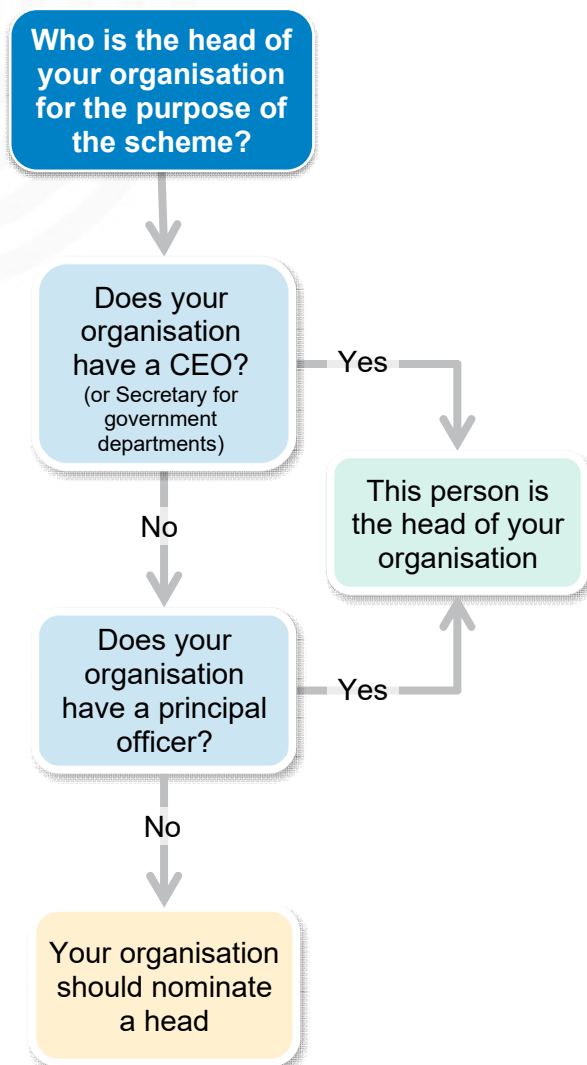 Who is the head of
your organisation
for the purpose of
the scheme?
Does your
organisation
have a CEO?
(or Secretary for
government
departments)
Yes
This person is
the head of your
organisation
No
Does your
organisation
have a principal
officer?
Yes
No
Your organisation
should nominate
a head